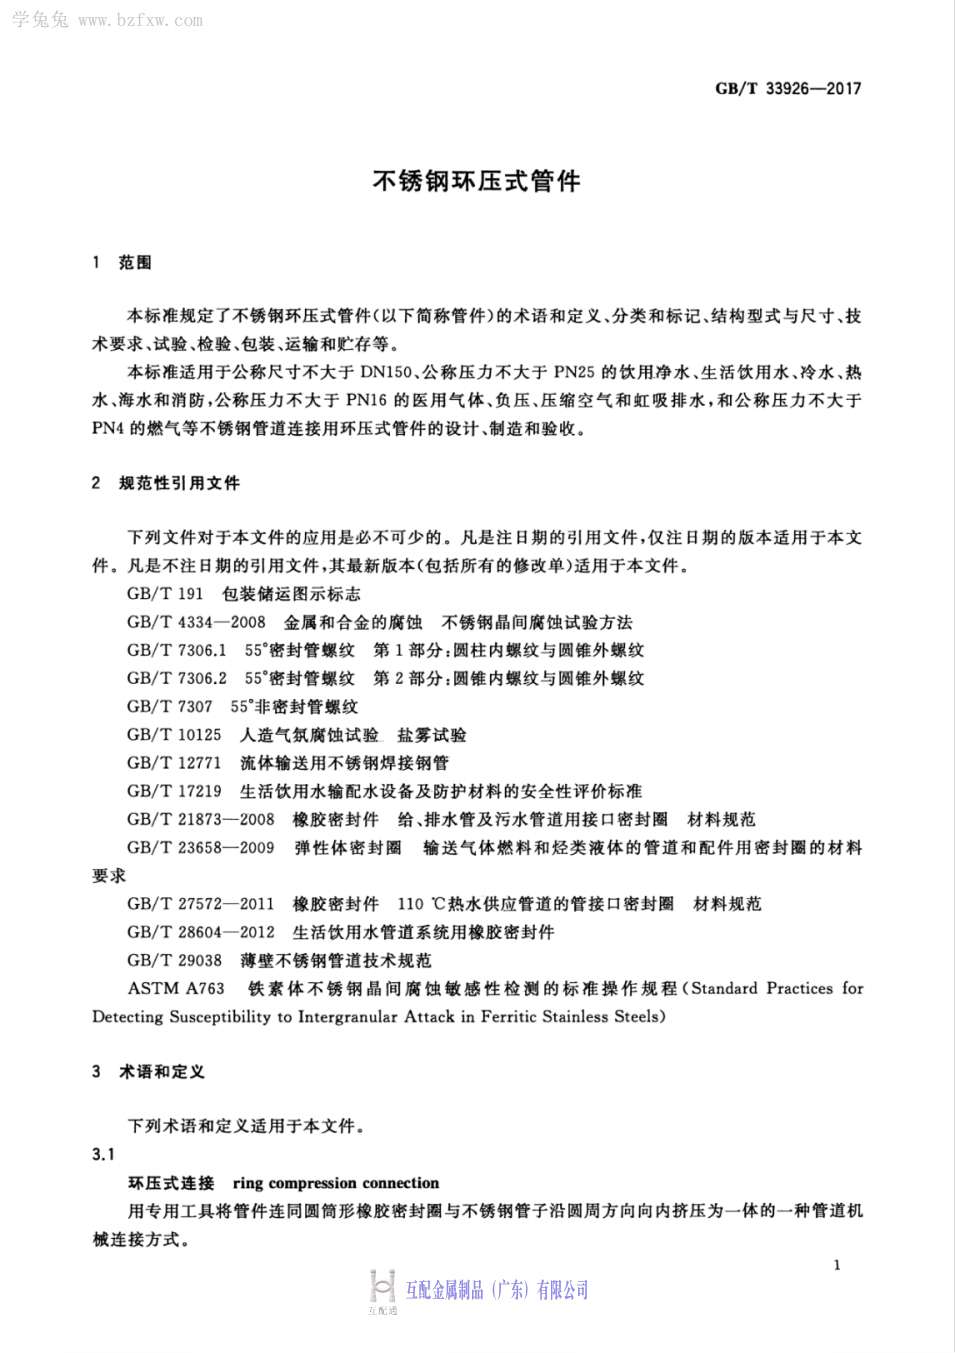 学兔兔 www.bzfxw.com
GB/T 33926—2017
不锈钢环压式管件
1 范围
本标准规定了不锈钢环压式管件(以下简称管件)的术语和定义、分类和标记、结构型式与尺寸、技
术要求、试验、检验、包装、运输和贮存等。
本标准适用于公称尺寸不大于 DN150、公称压力不大于 PN25 的饮用净水、生活饮用水、冷水、热
水、海水和消防,公称压力不大于 PN16 的医用气体、负压、压缩空气和虹吸排水,和公称压力不大于
PN4 的燃气等不锈钢管道连接用环压式管件的设计、制造和验收。
2 规范性引用文件
下列文件对于本文件的应用是必不可少的。凡是注日期的引用文件,仅注日期的版本适用于本文
件。凡是不注日期的引用文件,其最新版本(包括所有的修改单)适用于本文件。
GB/T 191 包装储运图示标志
GB/T 4334—2008 金属和合金的腐蚀 不锈钢晶间腐蚀试验方法
GB/T 7306.1 55°密封管螺纹 第 1 部分:圆柱内螺纹与圆锥外螺纹
GB/T 7306.2 55°密封管螺纹 第 2 部分:圆锥内螺纹与圆锥外螺纹
GB/T 7307 55°非密封管螺纹
GB/T 10125 人造气氛腐蚀试验 盐雾试验
GB/T 12771 流体输送用不锈钢焊接钢管
GB/T 17219 生活饮用水输配水设备及防护材料的安全性评价标准
GB/T 21873—2008 橡胶密封件 给、排水管及污水管道用接口密封圈 材料规范
GB/T 23658—2009 弹性体密封圈 输送气体燃料和烃类液体的管道和配件用密封圈的材料
要求
GB/T 27572—2011 橡胶密封件 110 ℃热水供应管道的管接口密封圈 材料规范
GB/T 28604—2012 生活饮用水管道系统用橡胶密封件
GB/T 29038 薄壁不锈钢管道技术规范
ASTM A763 铁素体不锈钢晶间腐蚀敏感性检测的标准操作规程(Standard Practices for
Detecting Susceptibility to Intergranular Attack in Ferritic Stainless Steels)
3 术语和定义
下列术语和定义适用于本文件。
3.1
环压式连接 ring compression connection
用专用工具将管件连同圆筒形橡胶密封圈与不锈钢管子沿圆周方向向内挤压为一体的一种管道机
械连接方式。
1
互配金属制品(广东)有限公司
互配通